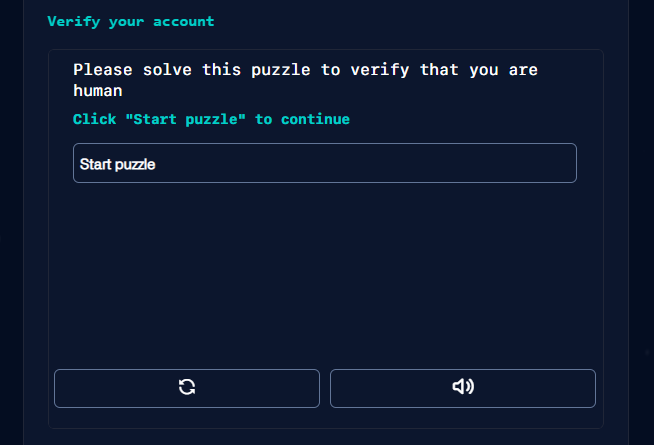 Verify your account
Please solve this puzzle to verify that you are
human
Click "Start puzzle" to continue
Start puzzle